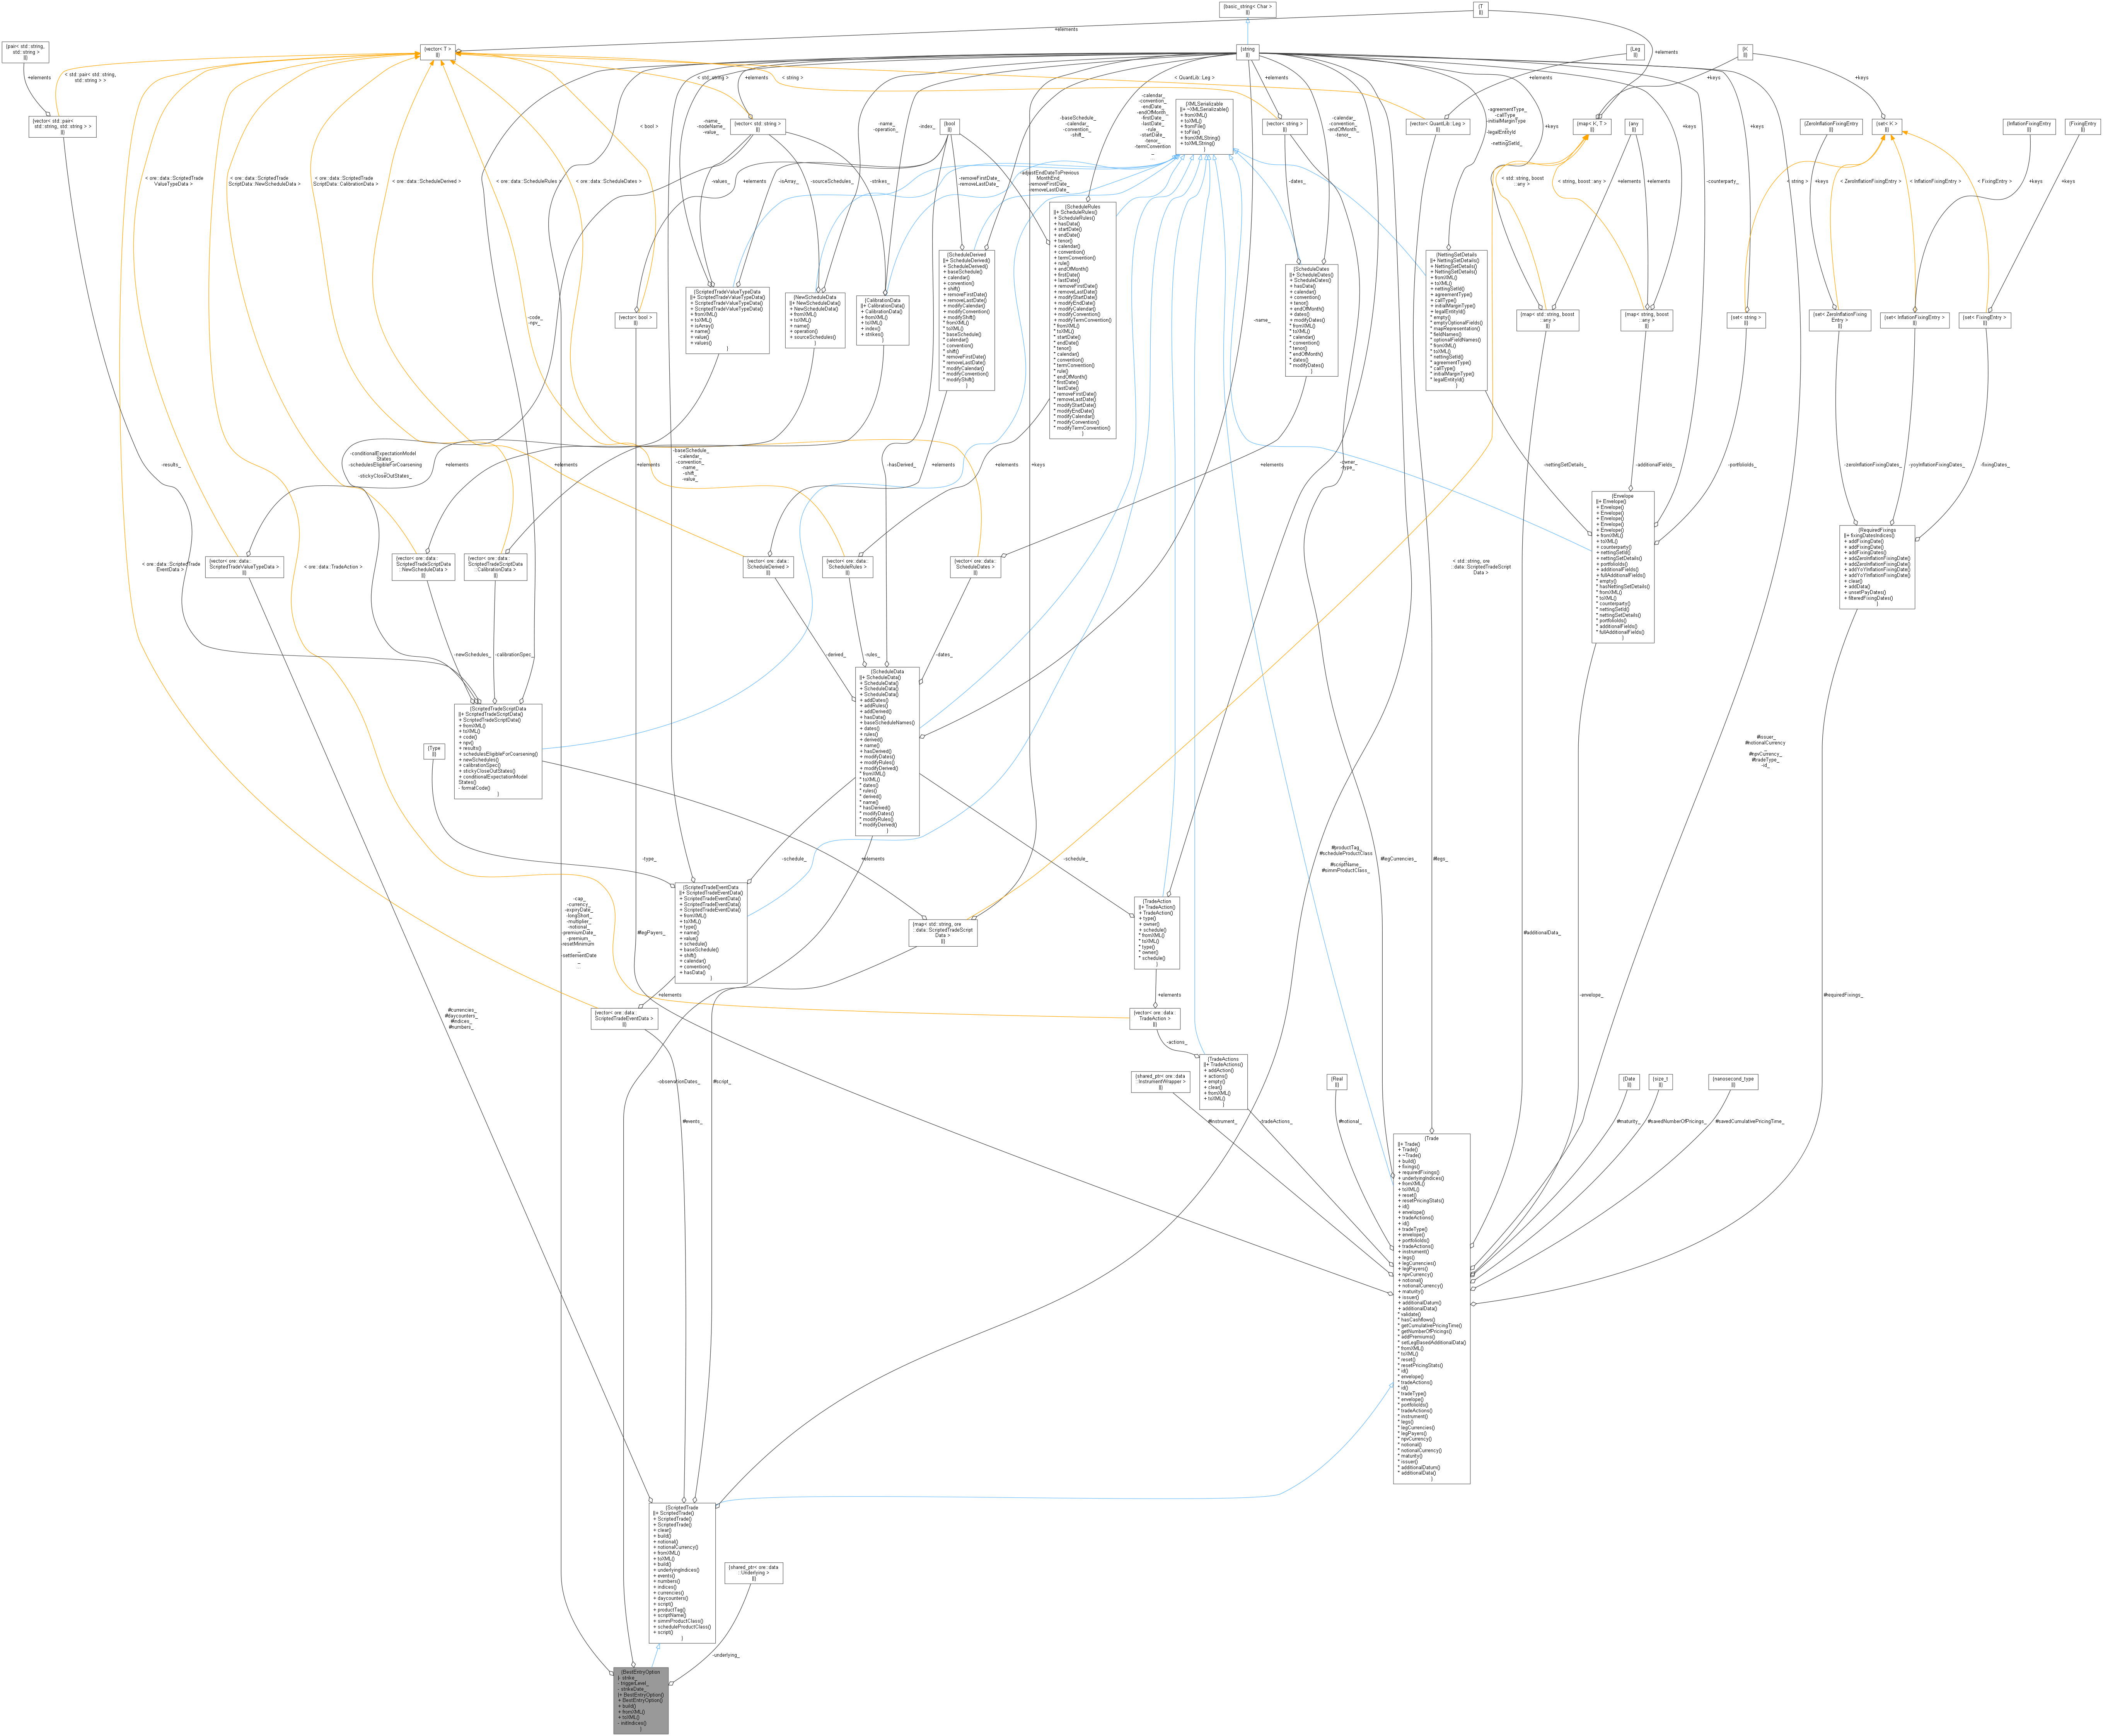 {basic_string< Char >
||}
{T
||}
{pair< std::string,
std::string >
||}
{vector< T >
||}
{string
||}
{Leg
||}
{K
||}
+elements
< std::pair< std::string,
std::string > >
+elements
< std::string >
+elements
< string >
+elements
< QuantLib::Leg >
+elements
+elements
+keys
+keys
{vector< std::pair<
std::string, std::string > >
||}
< ore::data::ScriptedTrade
ValueTypeData >
< ore::data::ScriptedTrade
ScriptData::NewScheduleData >
< ore::data::ScriptedTrade
ScriptData::CalibrationData >
< ore::data::ScheduleDerived >
< ore::data::ScheduleRules >
< ore::data::ScheduleDates >
< bool >
-name_
-nodeName_
-value_
{vector< std::string >
||}
-name_
-operation_
-index_
{bool
||}
-baseSchedule_
-calendar_
-convention_
-shift_
-calendar_
-convention_
-endDate_
-endOfMonth_
-firstDate_
-lastDate_
-rule_
-startDate_
-tenor_
-termConvention
_
{XMLSerializable
||+ ~XMLSerializable()
+ fromXML()
+ toXML()
+ fromFile()
+ toFile()
+ fromXMLString()
+ toXMLString()
}
{vector< string >
||}
-calendar_
-convention_
-endOfMonth_
-tenor_
{vector< QuantLib::Leg >
||}
-agreementType_
-callType_
-initialMarginType
_
-legalEntityId
_
-nettingSetId_
+keys
{map< K, T >
||}
{any
||}
+keys
-counterparty_
{ZeroInflationFixingEntry
||}
{set< K >
||}
{InflationFixingEntry
||}
{FixingEntry
||}
-values_
-isArray_
+elements
-sourceSchedules_
-strikes_
-removeFirstDate_
-removeLastDate_
-adjustEndDateToPrevious
MonthEnd_
-removeFirstDate_
-removeLastDate_
-dates_
< std::string, boost
::any >
< string, boost::any >
+elements
+elements
< string >
+keys
< ZeroInflationFixingEntry >
< InflationFixingEntry >
< FixingEntry >
+keys
+keys
{ScheduleRules
||+ ScheduleRules()
+ ScheduleRules()
+ hasData()
+ startDate()
+ endDate()
+ tenor()
+ calendar()
+ convention()
+ termConvention()
+ rule()
+ endOfMonth()
+ firstDate()
+ lastDate()
+ removeFirstDate()
+ removeLastDate()
+ modifyStartDate()
+ modifyEndDate()
+ modifyCalendar()
+ modifyConvention()
+ modifyTermConvention()
* fromXML()
* toXML()
* startDate()
* endDate()
* tenor()
* calendar()
* convention()
* termConvention()
* rule()
* endOfMonth()
* firstDate()
* lastDate()
* removeFirstDate()
* removeLastDate()
* modifyStartDate()
* modifyEndDate()
* modifyCalendar()
* modifyConvention()
* modifyTermConvention()
}
{ScheduleDerived
||+ ScheduleDerived()
+ ScheduleDerived()
+ baseSchedule()
+ calendar()
+ convention()
+ shift()
+ removeFirstDate()
+ removeLastDate()
+ modifyCalendar()
+ modifyConvention()
+ modifyShift()
* fromXML()
* toXML()
* baseSchedule()
* calendar()
* convention()
* shift()
* removeFirstDate()
* removeLastDate()
* modifyCalendar()
* modifyConvention()
* modifyShift()
}
{ScheduleDates
||+ ScheduleDates()
+ ScheduleDates()
+ hasData()
+ calendar()
+ convention()
+ tenor()
+ endOfMonth()
+ dates()
+ modifyDates()
* fromXML()
* toXML()
* calendar()
* convention()
* tenor()
* endOfMonth()
* dates()
* modifyDates()
}
{NettingSetDetails
||+ NettingSetDetails()
+ NettingSetDetails()
+ NettingSetDetails()
+ fromXML()
+ toXML()
+ nettingSetId()
+ agreementType()
+ callType()
+ initialMarginType()
+ legalEntityId()
* empty()
* emptyOptionalFields()
* mapRepresentation()
* fieldNames()
* optionalFieldNames()
* fromXML()
* toXML()
* nettingSetId()
* agreementType()
* callType()
* initialMarginType()
* legalEntityId()
}
{ScriptedTradeValueTypeData
||+ ScriptedTradeValueTypeData()
+ ScriptedTradeValueTypeData()
+ ScriptedTradeValueTypeData()
+ fromXML()
+ toXML()
+ isArray()
+ name()
+ value()
+ values()
}
{NewScheduleData
||+ NewScheduleData()
+ NewScheduleData()
+ fromXML()
+ toXML()
+ name()
+ operation()
+ sourceSchedules()
}
{CalibrationData
||+ CalibrationData()
+ CalibrationData()
+ fromXML()
+ toXML()
+ index()
+ strikes()
}
{vector< bool >
||}
-code_
-npv_
-name_
{map< std::string, boost
::any >
||}
{map< string, boost
::any >
||}
{set< string >
||}
{set< ZeroInflationFixing
Entry >
||}
{set< InflationFixingEntry >
||}
{set< FixingEntry >
||}
-results_
-conditionalExpectationModel
States_
-schedulesEligibleForCoarsening
_
-stickyCloseOutStates_
+elements
+elements
+elements
-baseSchedule_
-calendar_
-convention_
-name_
-shift_
-value_
-hasDerived_
+elements
+elements
+keys
+elements
-owner_
-type_
-nettingSetDetails_
-additionalFields_
-portfolioIds_
-zeroInflationFixingDates_
-yoyInflationFixingDates_
-fixingDates_
{Envelope
||+ Envelope()
+ Envelope()
+ Envelope()
+ Envelope()
+ Envelope()
+ Envelope()
+ fromXML()
+ toXML()
+ counterparty()
+ nettingSetId()
+ nettingSetDetails()
+ portfolioIds()
+ additionalFields()
+ fullAdditionalFields()
* empty()
* hasNettingSetDetails()
* fromXML()
* toXML()
* counterparty()
* nettingSetId()
* nettingSetDetails()
* portfolioIds()
* additionalFields()
* fullAdditionalFields()
}
{RequiredFixings
||+ fixingDatesIndices()
+ addFixingDate()
+ addFixingDate()
+ addFixingDates()
+ addZeroInflationFixingDate()
+ addZeroInflationFixingDate()
+ addYoYInflationFixingDate()
+ addYoYInflationFixingDate()
+ clear()
+ addData()
+ unsetPayDates()
+ filteredFixingDates()
}
< ore::data::ScriptedTrade
EventData >
{vector< ore::data::
ScriptedTradeValueTypeData >
||}
< ore::data::TradeAction >
{vector< ore::data::
ScriptedTradeScriptData
::NewScheduleData >
||}
{vector< ore::data::
ScriptedTradeScriptData
::CalibrationData >
||}
{vector< ore::data::
ScheduleDerived >
||}
{vector< ore::data::
ScheduleRules >
||}
{vector< ore::data::
ScheduleDates >
||}
< std::string, ore
::data::ScriptedTradeScript
Data >
-newSchedules_
-calibrationSpec_
-derived_
-rules_
-dates_
{ScheduleData
||+ ScheduleData()
+ ScheduleData()
+ ScheduleData()
+ ScheduleData()
+ addDates()
+ addRules()
+ addDerived()
+ hasData()
+ baseScheduleNames()
+ dates()
+ rules()
+ derived()
+ name()
+ hasDerived()
+ modifyDates()
+ modifyRules()
+ modifyDerived()
* fromXML()
* toXML()
* dates()
* rules()
* derived()
* name()
* hasDerived()
* modifyDates()
* modifyRules()
* modifyDerived()
}
{ScriptedTradeScriptData
||+ ScriptedTradeScriptData()
+ ScriptedTradeScriptData()
+ fromXML()
+ toXML()
+ code()
+ npv()
+ results()
+ schedulesEligibleForCoarsening()
+ newSchedules()
+ calibrationSpec()
+ stickyCloseOutStates()
+ conditionalExpectationModel
States()
- formatCode()
}
{Type
||}
#issuer_
#notionalCurrency
_
#npvCurrency_
#tradeType_
-id_
-type_
-schedule_
+elements
-schedule_
#productTag_
#scheduleProductClass
_
#scriptName_
#simmProductClass_
#legCurrencies_
#legs_
{ScriptedTradeEventData
||+ ScriptedTradeEventData()
+ ScriptedTradeEventData()
+ ScriptedTradeEventData()
+ ScriptedTradeEventData()
+ fromXML()
+ toXML()
+ type()
+ name()
+ value()
+ schedule()
+ baseSchedule()
+ shift()
+ calendar()
+ convention()
+ hasData()
}
-cap_
-currency_
-expiryDate_
-longShort_
-multiplier_
-notional_
-premiumDate_
-premium_
-resetMinimum
_
-settlementDate
_
#legPayers_
{map< std::string, ore
::data::ScriptedTradeScript
Data >
||}
{TradeAction
||+ TradeAction()
+ TradeAction()
+ type()
+ owner()
+ schedule()
* fromXML()
* toXML()
* type()
* owner()
* schedule()
}
#additionalData_
-envelope_
#requiredFixings_
#currencies_
#daycounters_
#indices_
#numbers_
+elements
+elements
{vector< ore::data::
ScriptedTradeEventData >
||}
{vector< ore::data::
TradeAction >
||}
-actions_
-observationDates_
#script_
{shared_ptr< ore::data
::InstrumentWrapper >
||}
{TradeActions
||+ TradeActions()
+ addAction()
+ actions()
+ empty()
+ clear()
+ fromXML()
+ toXML()
}
{Real
||}
{Date
||}
{size_t
||}
{nanosecond_type
||}
#events_
#instrument_
-tradeActions_
#notional_
#maturity_
#savedNumberOfPricings_
#savedCumulativePricingTime_
{Trade
||+ Trade()
+ Trade()
+ ~Trade()
+ build()
+ fixings()
+ requiredFixings()
+ underlyingIndices()
+ fromXML()
+ toXML()
+ reset()
+ resetPricingStats()
+ id()
+ envelope()
+ tradeActions()
+ id()
+ tradeType()
+ envelope()
+ portfolioIds()
+ tradeActions()
+ instrument()
+ legs()
+ legCurrencies()
+ legPayers()
+ npvCurrency()
+ notional()
+ notionalCurrency()
+ maturity()
+ issuer()
+ additionalDatum()
+ additionalData()
* validate()
* hasCashflows()
* getCumulativePricingTime()
* getNumberOfPricings()
* addPremiums()
* setLegBasedAdditionalData()
* fromXML()
* toXML()
* reset()
* resetPricingStats()
* id()
* envelope()
* tradeActions()
* id()
* tradeType()
* envelope()
* portfolioIds()
* tradeActions()
* instrument()
* legs()
* legCurrencies()
* legPayers()
* npvCurrency()
* notional()
* notionalCurrency()
* maturity()
* issuer()
* additionalDatum()
* additionalData()
}
{ScriptedTrade
||+ ScriptedTrade()
+ ScriptedTrade()
+ ScriptedTrade()
+ clear()
+ build()
+ notional()
+ notionalCurrency()
+ fromXML()
+ toXML()
+ build()
+ underlyingIndices()
+ events()
+ numbers()
+ indices()
+ currencies()
+ daycounters()
+ script()
+ productTag()
+ scriptName()
+ simmProductClass()
+ scheduleProductClass()
+ script()
}
{shared_ptr< ore::data
::Underlying >
||}
-underlying_
{BestEntryOption
|- strike_
- triggerLevel_
- strikeDate_
|+ BestEntryOption()
+ BestEntryOption()
+ build()
+ fromXML()
+ toXML()
- initIndices()
}